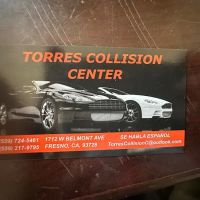 TORRES COLLISION
CENTER
(559) 724-5461 1712 W BELMONT AVE SE HABLA ESPAÑOL
(559) 217-9795 FRESNO, CA, 93728 TorresCollisionC@outlook.com